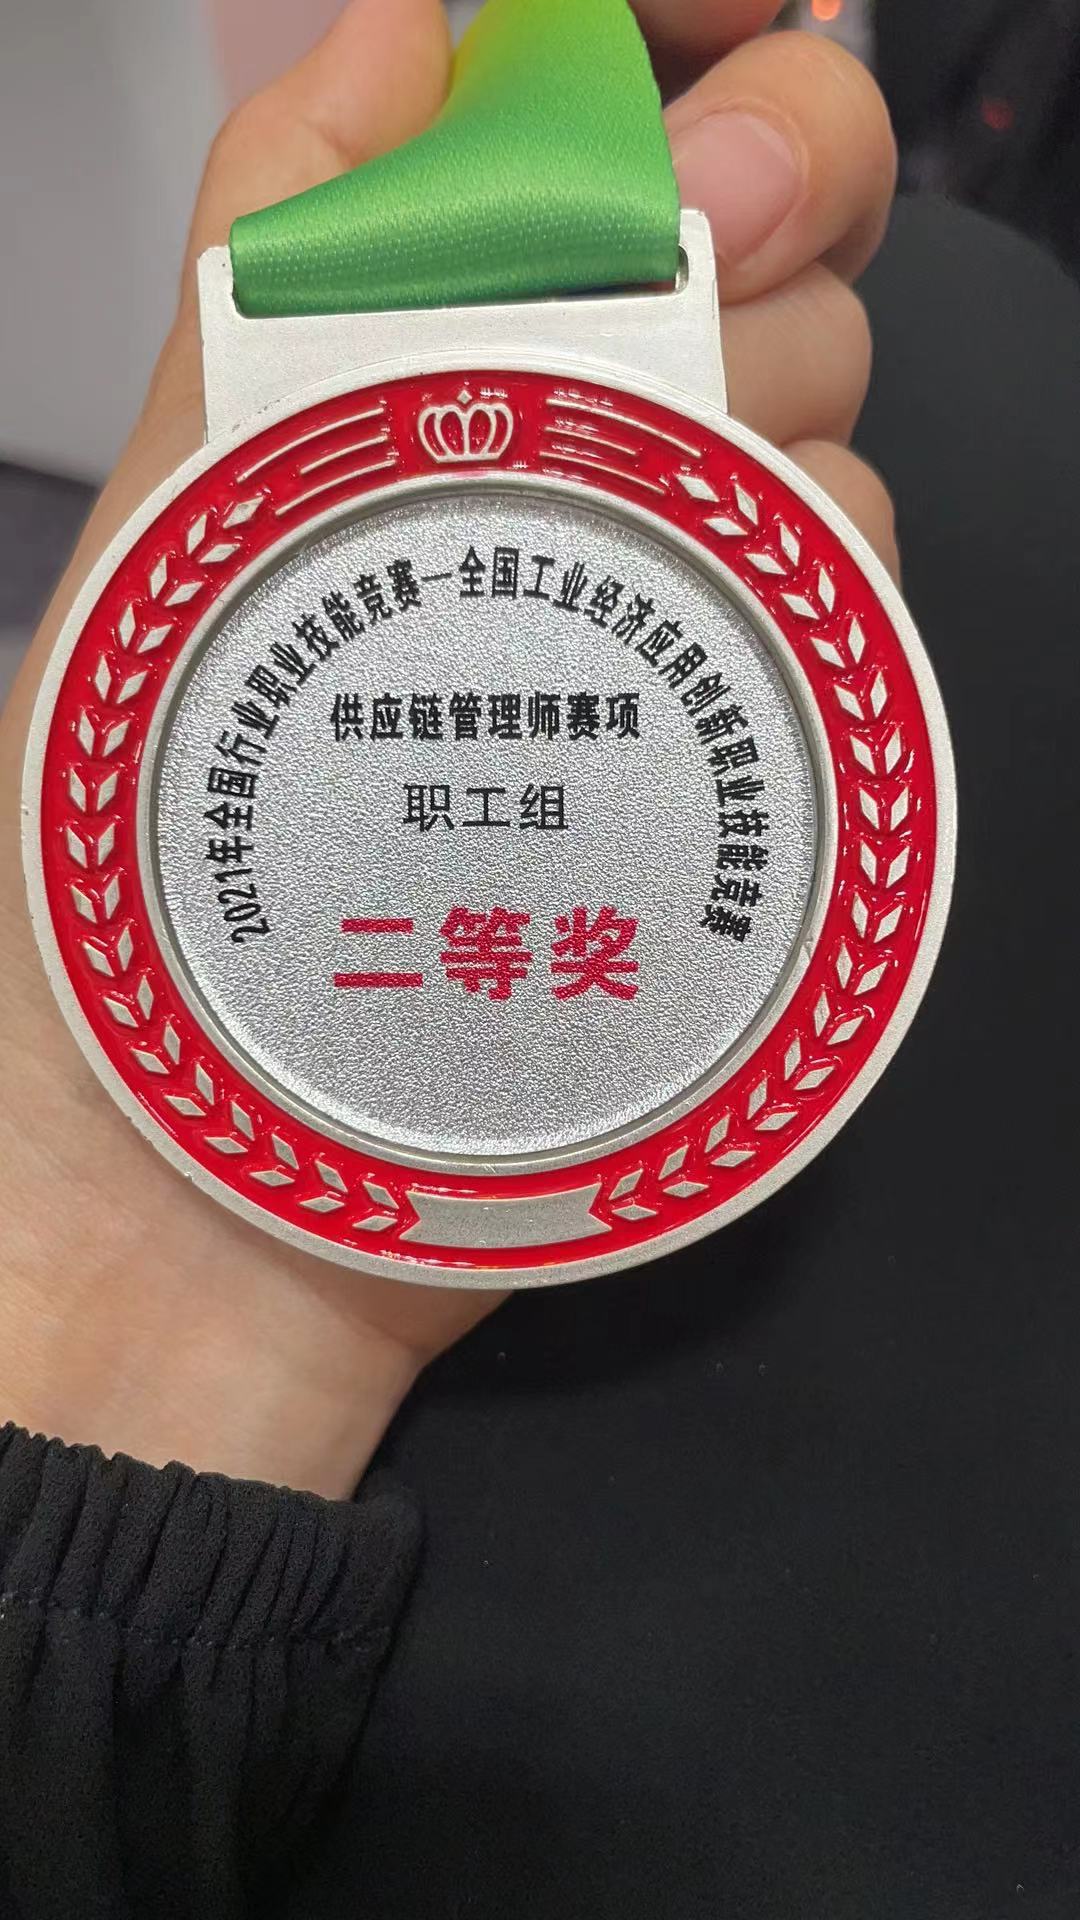 2021年全国行业职业技能竞赛—全国工业经济应用创新职业技能竞赛
供应链管理师赛项
职工组
二等奖